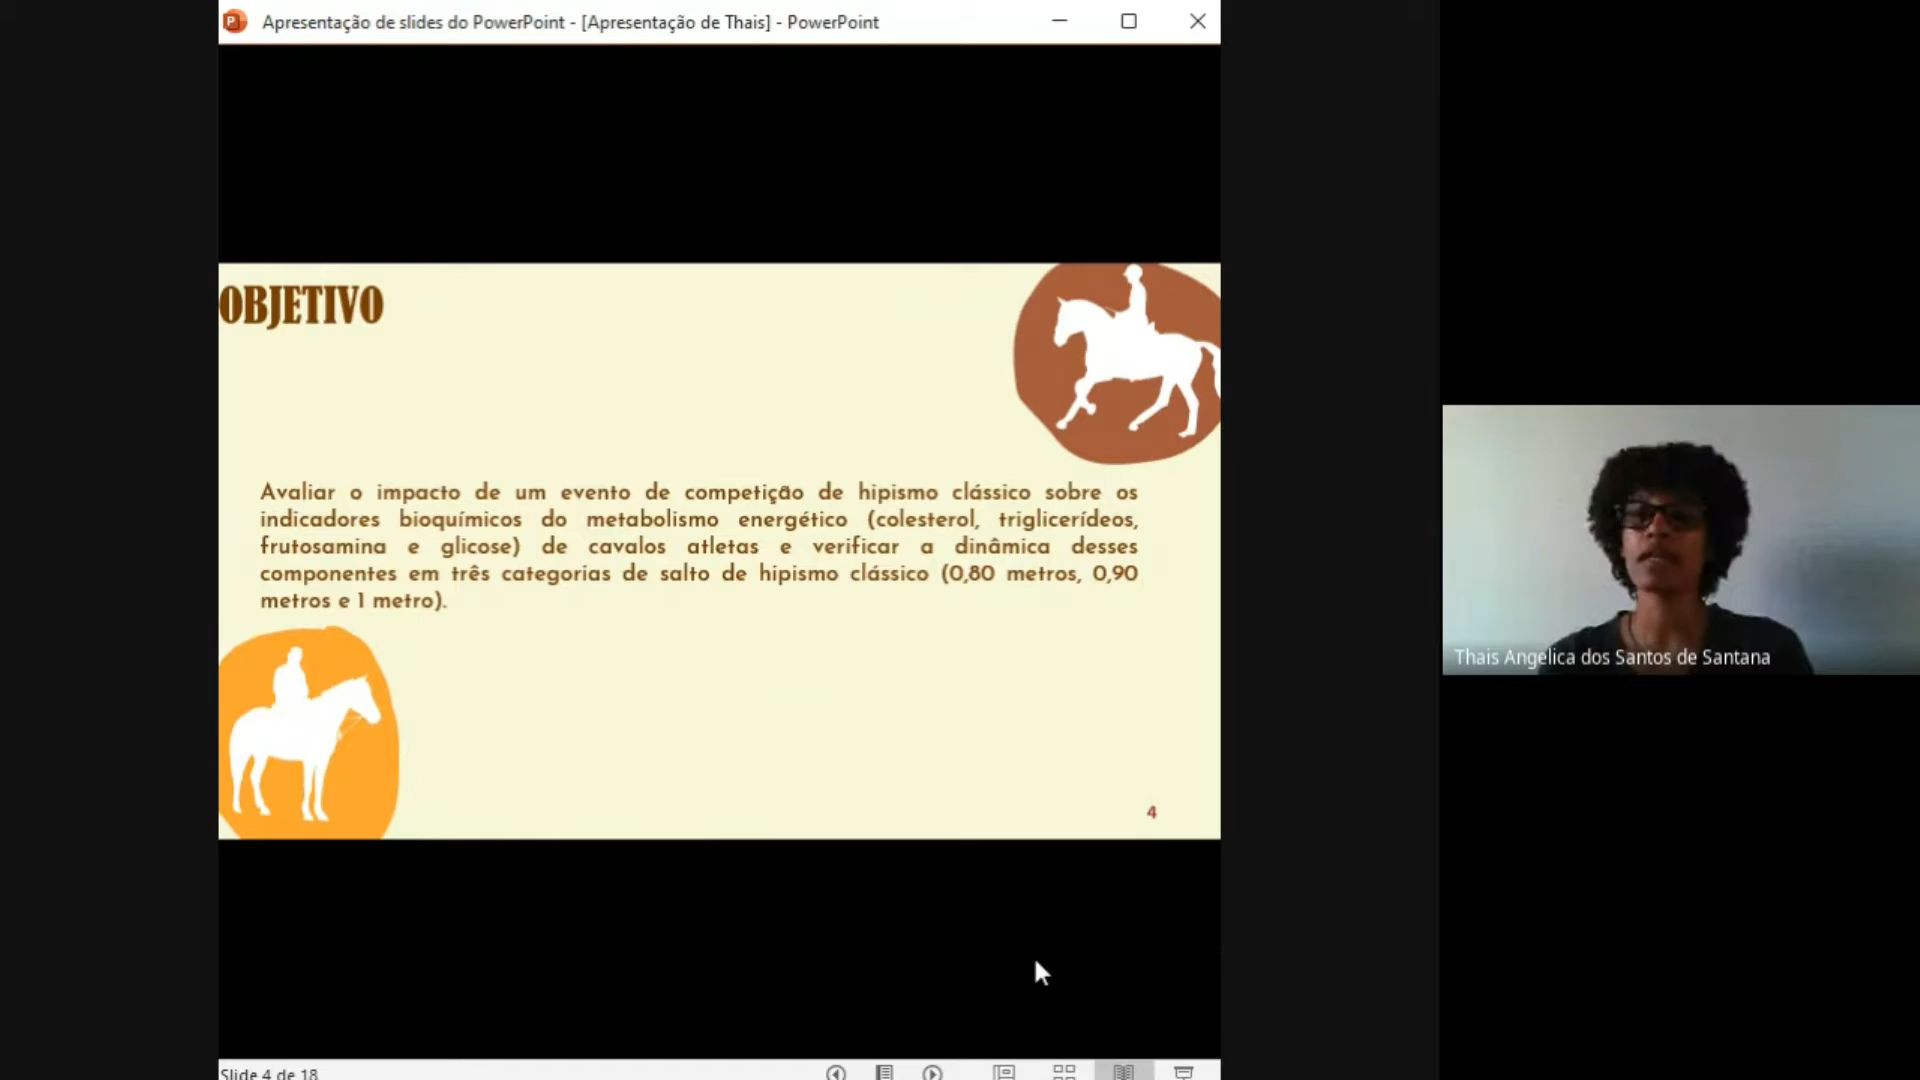 Apresentação de slides do PowerPoint - [Apresentação de Thais] - PowerPoint
OBJETIVO
Avaliar o impacto de um evento de competição de hipismo clássico sobre os
indicadores bioquímicos do metabolismo energético (colesterol, triglicerídeos,
frutosamina e glicose) de cavalos atletas e verificar a dinâmica desses
componentes em três categorias de salto de hipismo clássico (0,80 metros, 0,90
metros e 1 metro).
4
Thais Angelica dos Santos de Santana
Slide 4 de 18